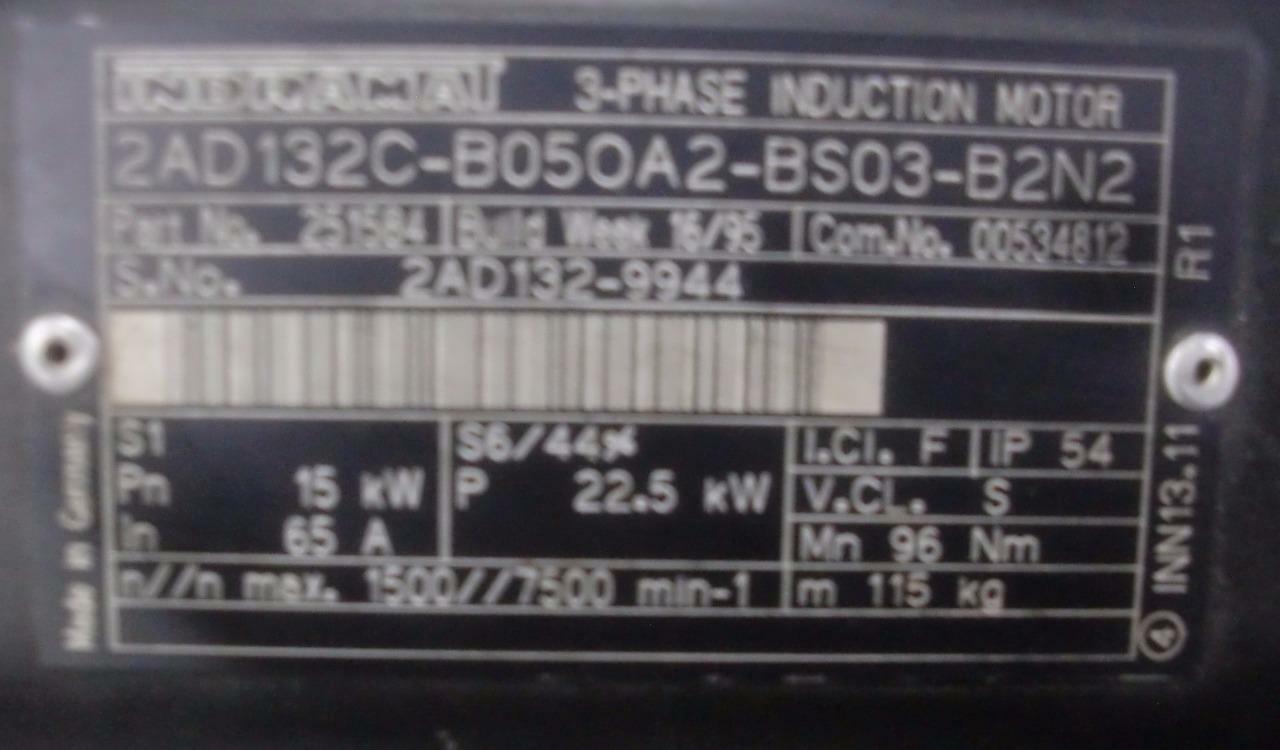 INDRAMAT 3-PHASE INDUCTION MOTOR
2AD132C-B050A2-BS03-B2N2
Part No. 251584 Build Week 16/95 Com.No. 00534812
S.No. 2AD132-9944
S1 S6/44% I.Cl. F IP 54
Pn 15 kW P 22.5 kW V.CL. S
In 65 A Mn 96 Nm
n//n max. 1500//7500 min-1 m 115 kg
Made in Germany
R1
④ INN13.11